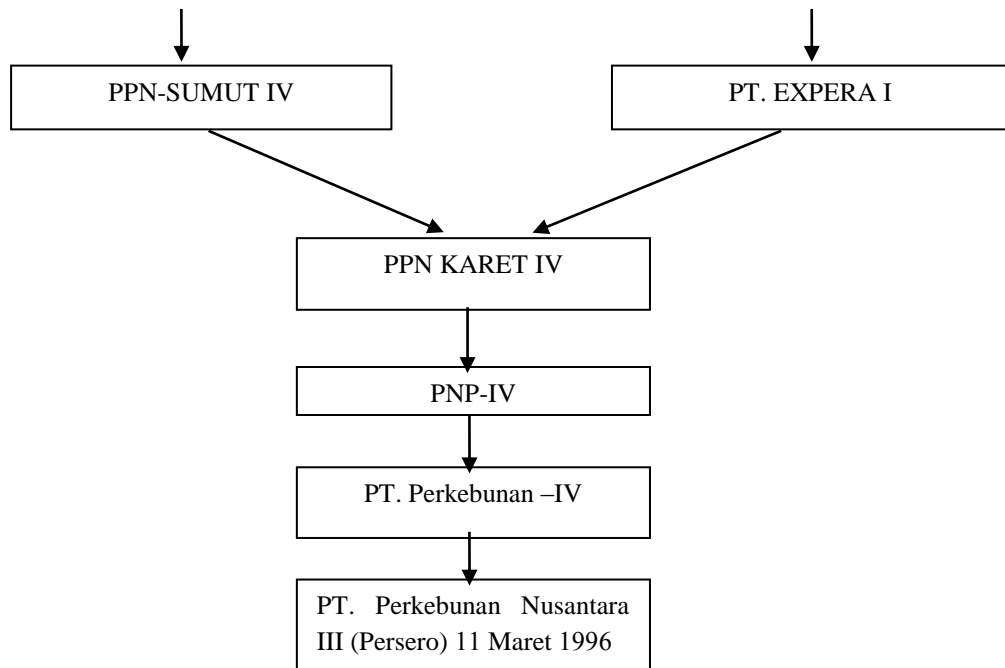 PPN-SUMUT IV
PT. EXPERA I
PPN KARET IV
PNP-IV
PT. Perkebunan –IV
PT. Perkebunan Nusantara
III (Persero) 11 Maret 1996